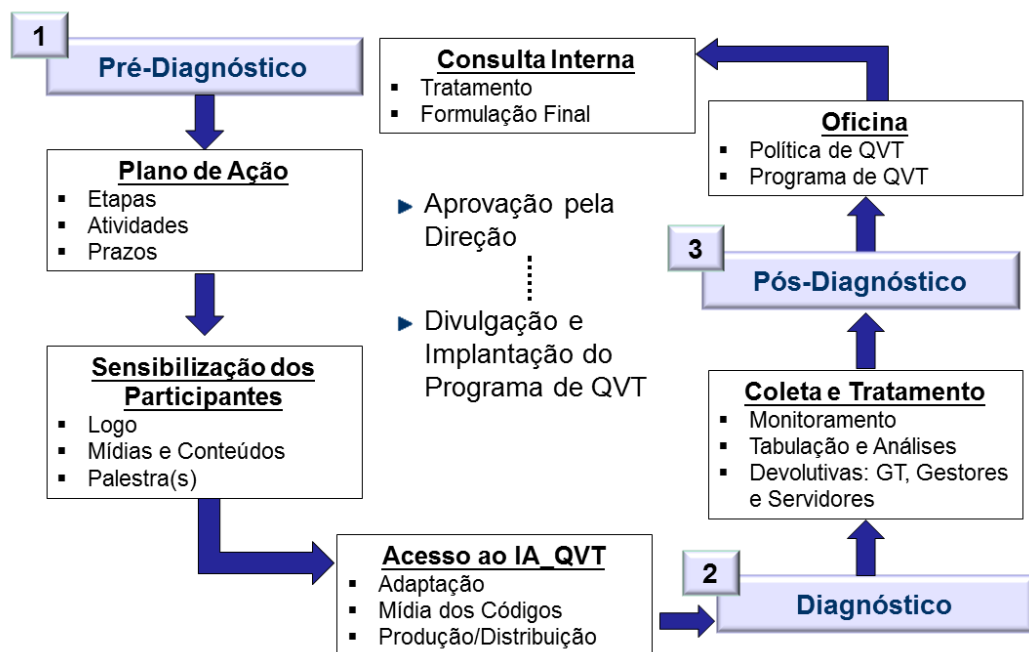 1
Pré-Diagnóstico
Plano de Ação
▪ Etapas
▪ Atividades
▪ Prazos
Sensibilização dos
Participantes
▪ Logo
▪ Mídias e Conteúdos
▪ Palestra(s)
Acesso ao IA_QVT
▪ Adaptação
▪ Mídia dos Códigos
▪ Produção/Distribuição
2
Diagnóstico
Coleta e Tratamento
▪ Monitoramento
▪ Tabulação e Análises
▪ Devolutivas: GT, Gestores
e Servidores
3
Pós-Diagnóstico
Oficina
▪ Política de QVT
▪ Programa de QVT
Consulta Interna
▪ Tratamento
▪ Formulação Final
► Aprovação pela
Direção
► Divulgação e
Implantação do
Programa de QVT